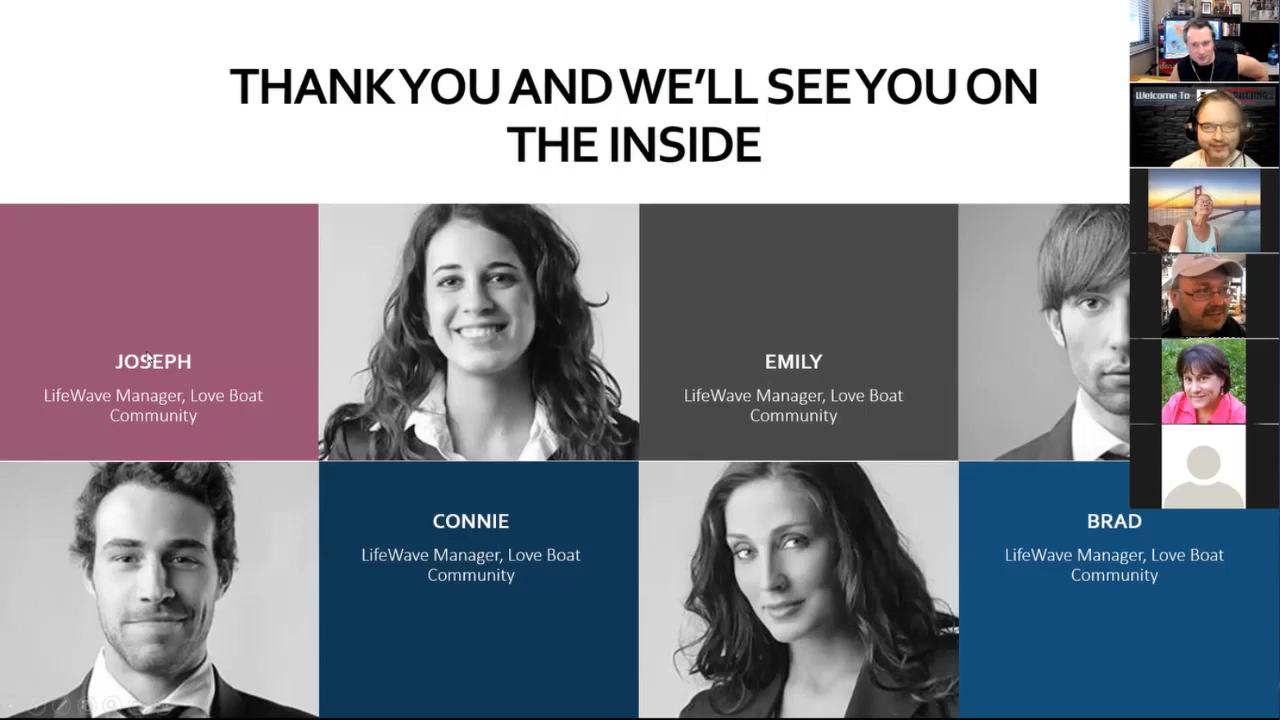 THANK YOU AND WE'LL SEE YOU ON
THE INSIDE
Welcome To
JOSEPH
LifeWave Manager, Love Boat
Community
EMILY
LifeWave Manager, Love Boat
Community
CONNIE
LifeWave Manager, Love Boat
Community
BRAD
LifeWave Manager, Love Boat
Community